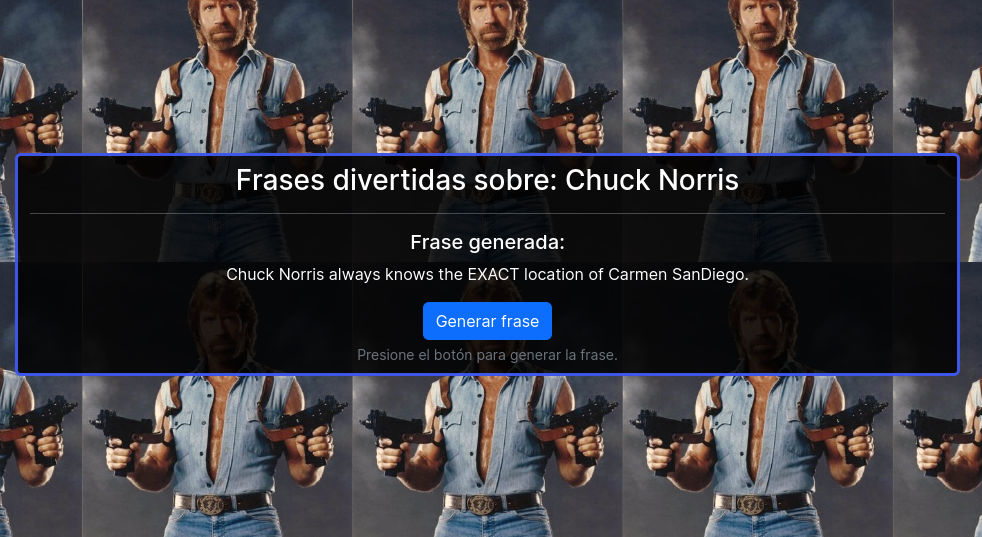 Frases divertidas sobre: Chuck Norris
Frase generada:
Chuck Norris always knows the EXACT location of Carmen SanDiego.
Generar frase
Presione el botón para generar la frase.